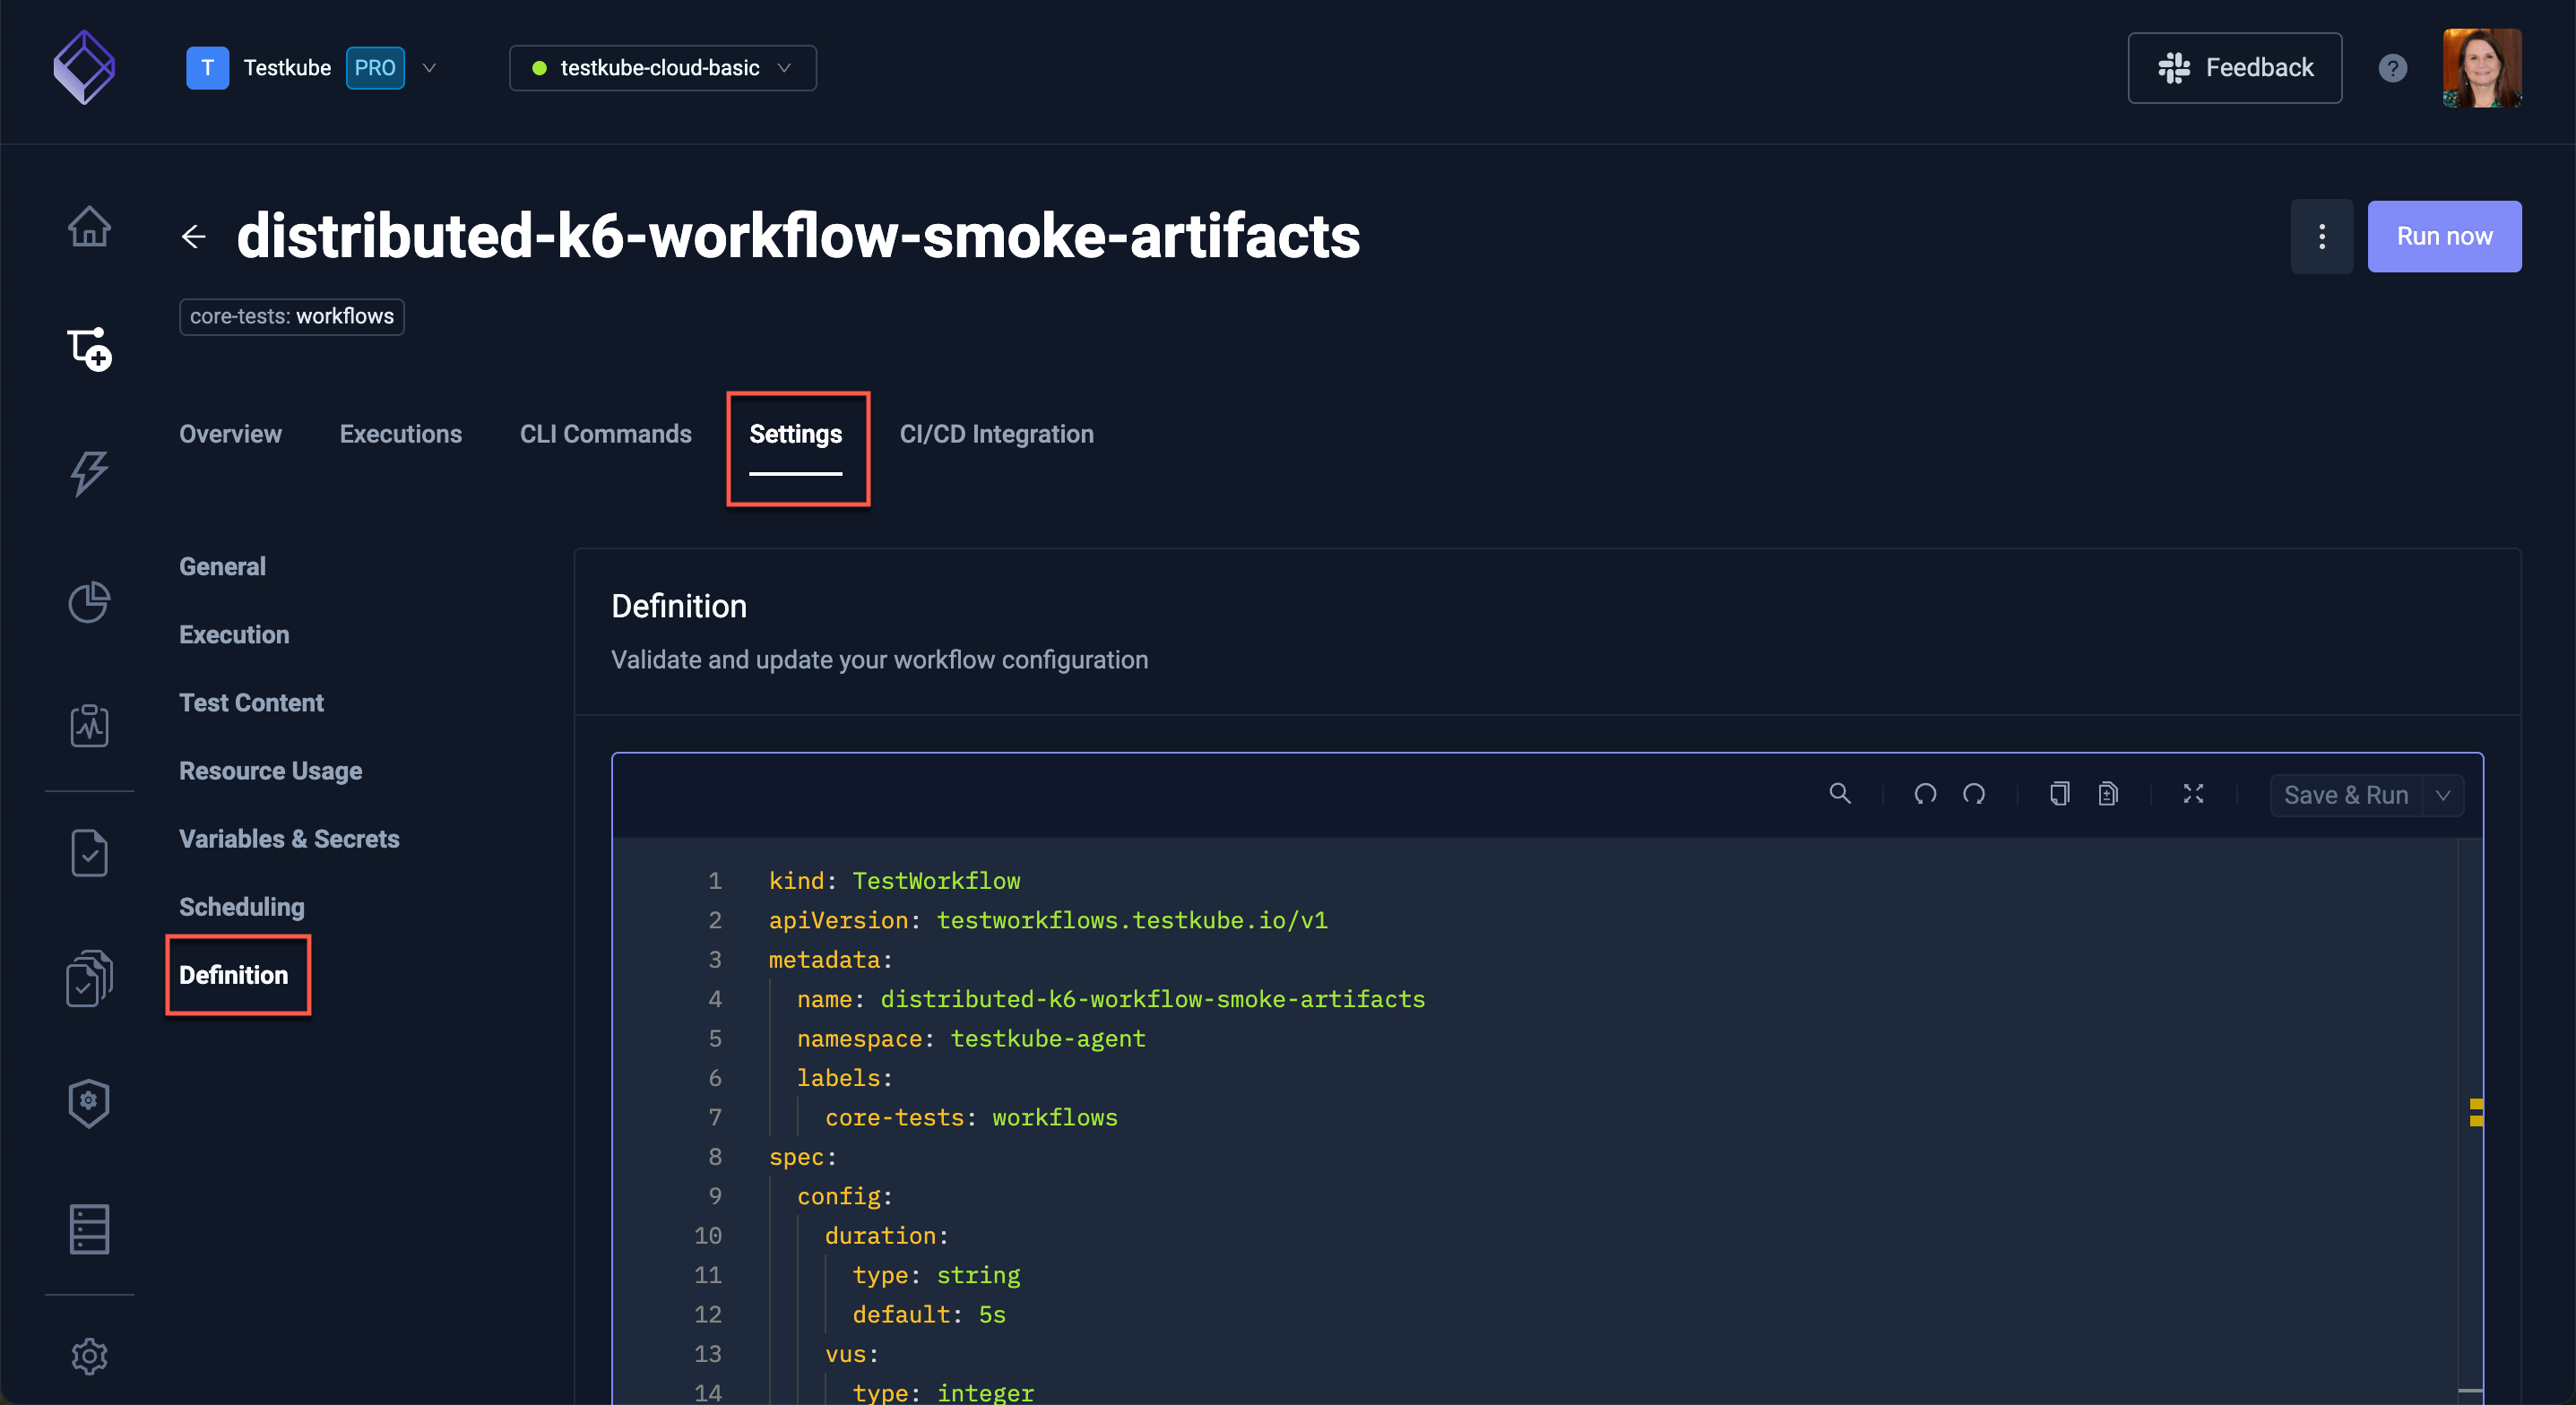 T Testkube PRO
testkube-cloud-basic
Feedback
?
distributed-k6-workflow-smoke-artifacts
Run now
core-tests: workflows
Overview Executions CLI Commands Settings CI/CD Integration
General
Execution
Test Content
Resource Usage
Variables & Secrets
Scheduling
Definition
Definition
Validate and update your workflow configuration
Save & Run
1 kind: TestWorkflow
2 apiVersion: testworkflows.testkube.io/v1
3 metadata:
4 name: distributed-k6-workflow-smoke-artifacts
5 namespace: testkube-agent
6 labels:
7 core-tests: workflows
8 spec:
9 config:
10 duration:
11 type: string
12 default: 5s
13 vus:
14 type: integer